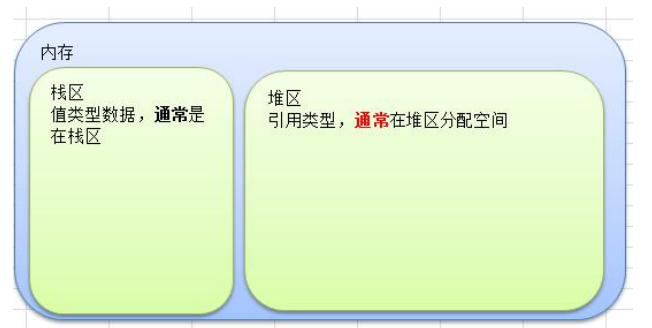 内存
栈区
值类型数据，通常是
在栈区
堆区
引用类型，通常在堆区分配空间